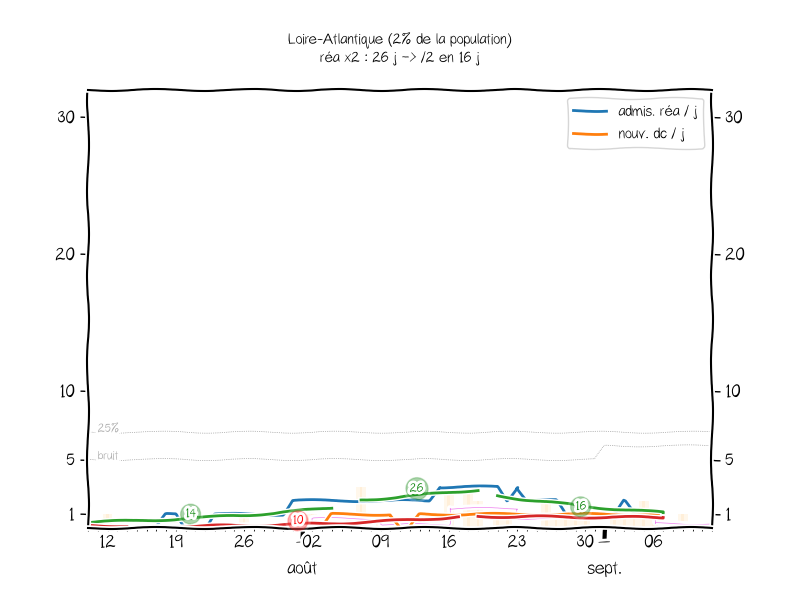 Loire-Atlantique (2% de la population)
réa x2 : 26 j -> /2 en 16 j
admis. réa / j
nouv. dc / j
30
30
20
20
10
10
25%
bruit
5
5
26
14
16
10
1
1
12 19 26 02 09 16 23 30 06
août sept.